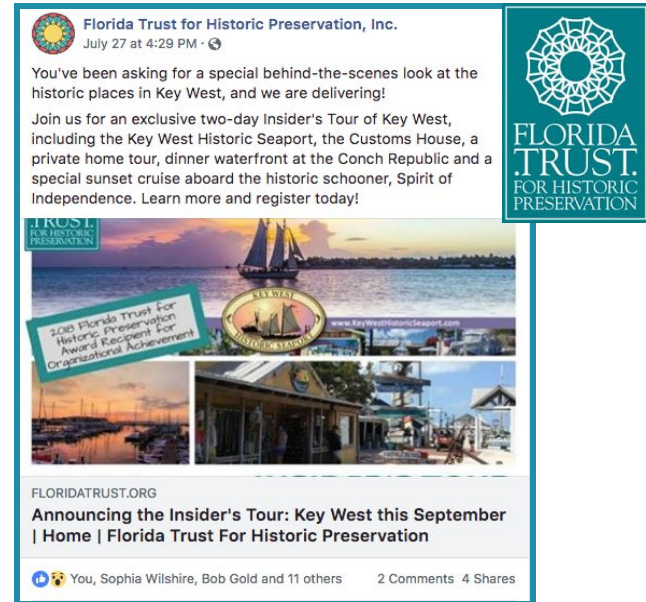 Florida Trust for Historic Preservation, Inc.
July 27 at 4:29 PM ·
You've been asking for a special behind-the-scenes look at the
historic places in Key West, and we are delivering!
Join us for an exclusive two-day Insider's Tour of Key West,
including the Key West Historic Seaport, the Customs House, a
private home tour, dinner waterfront at the Conch Republic and a
special sunset cruise aboard the historic schooner, Spirit of
Independence. Learn more and register today!
FLORIDA
.TRUST.
FOR HISTORIC
PRESERVATION
.TRUST.
FOR HISTORIC
PRESERVATION
2018 Florida Trust for
Historic Preservation
Award Recipient for
Organizational Achievement
KEY WEST
HISTORIC SEAPORT
www.KeyWestHistoricSeaport.com
FLORIDATRUST.ORG
Announcing the Insider's Tour: Key West this September
| Home | Florida Trust For Historic Preservation
You, Sophia Wilshire, Bob Gold and 11 others
2 Comments 4 Shares